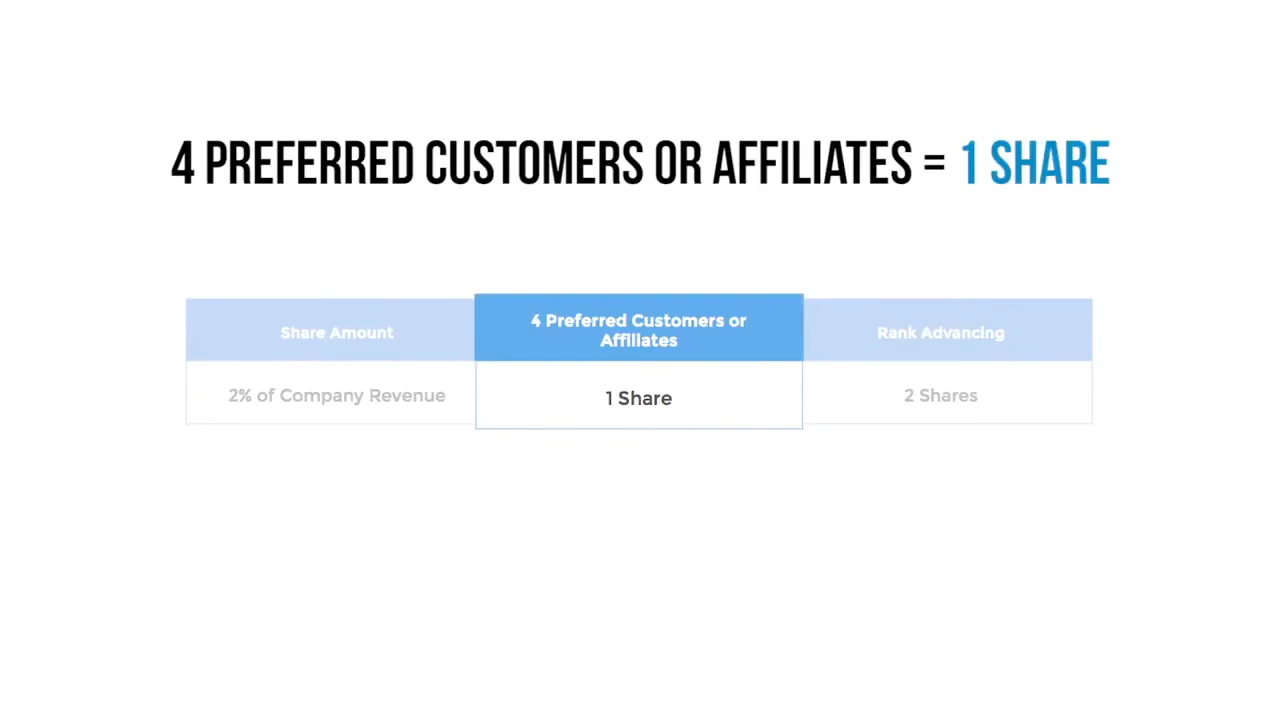 4 PREFERRED CUSTOMERS OR AFFILIATES = 1 SHARE
Share Amount
4 Preferred Customers or
Affiliates
Rank Advancing
2% of Company Revenue
1 Share
2 Shares